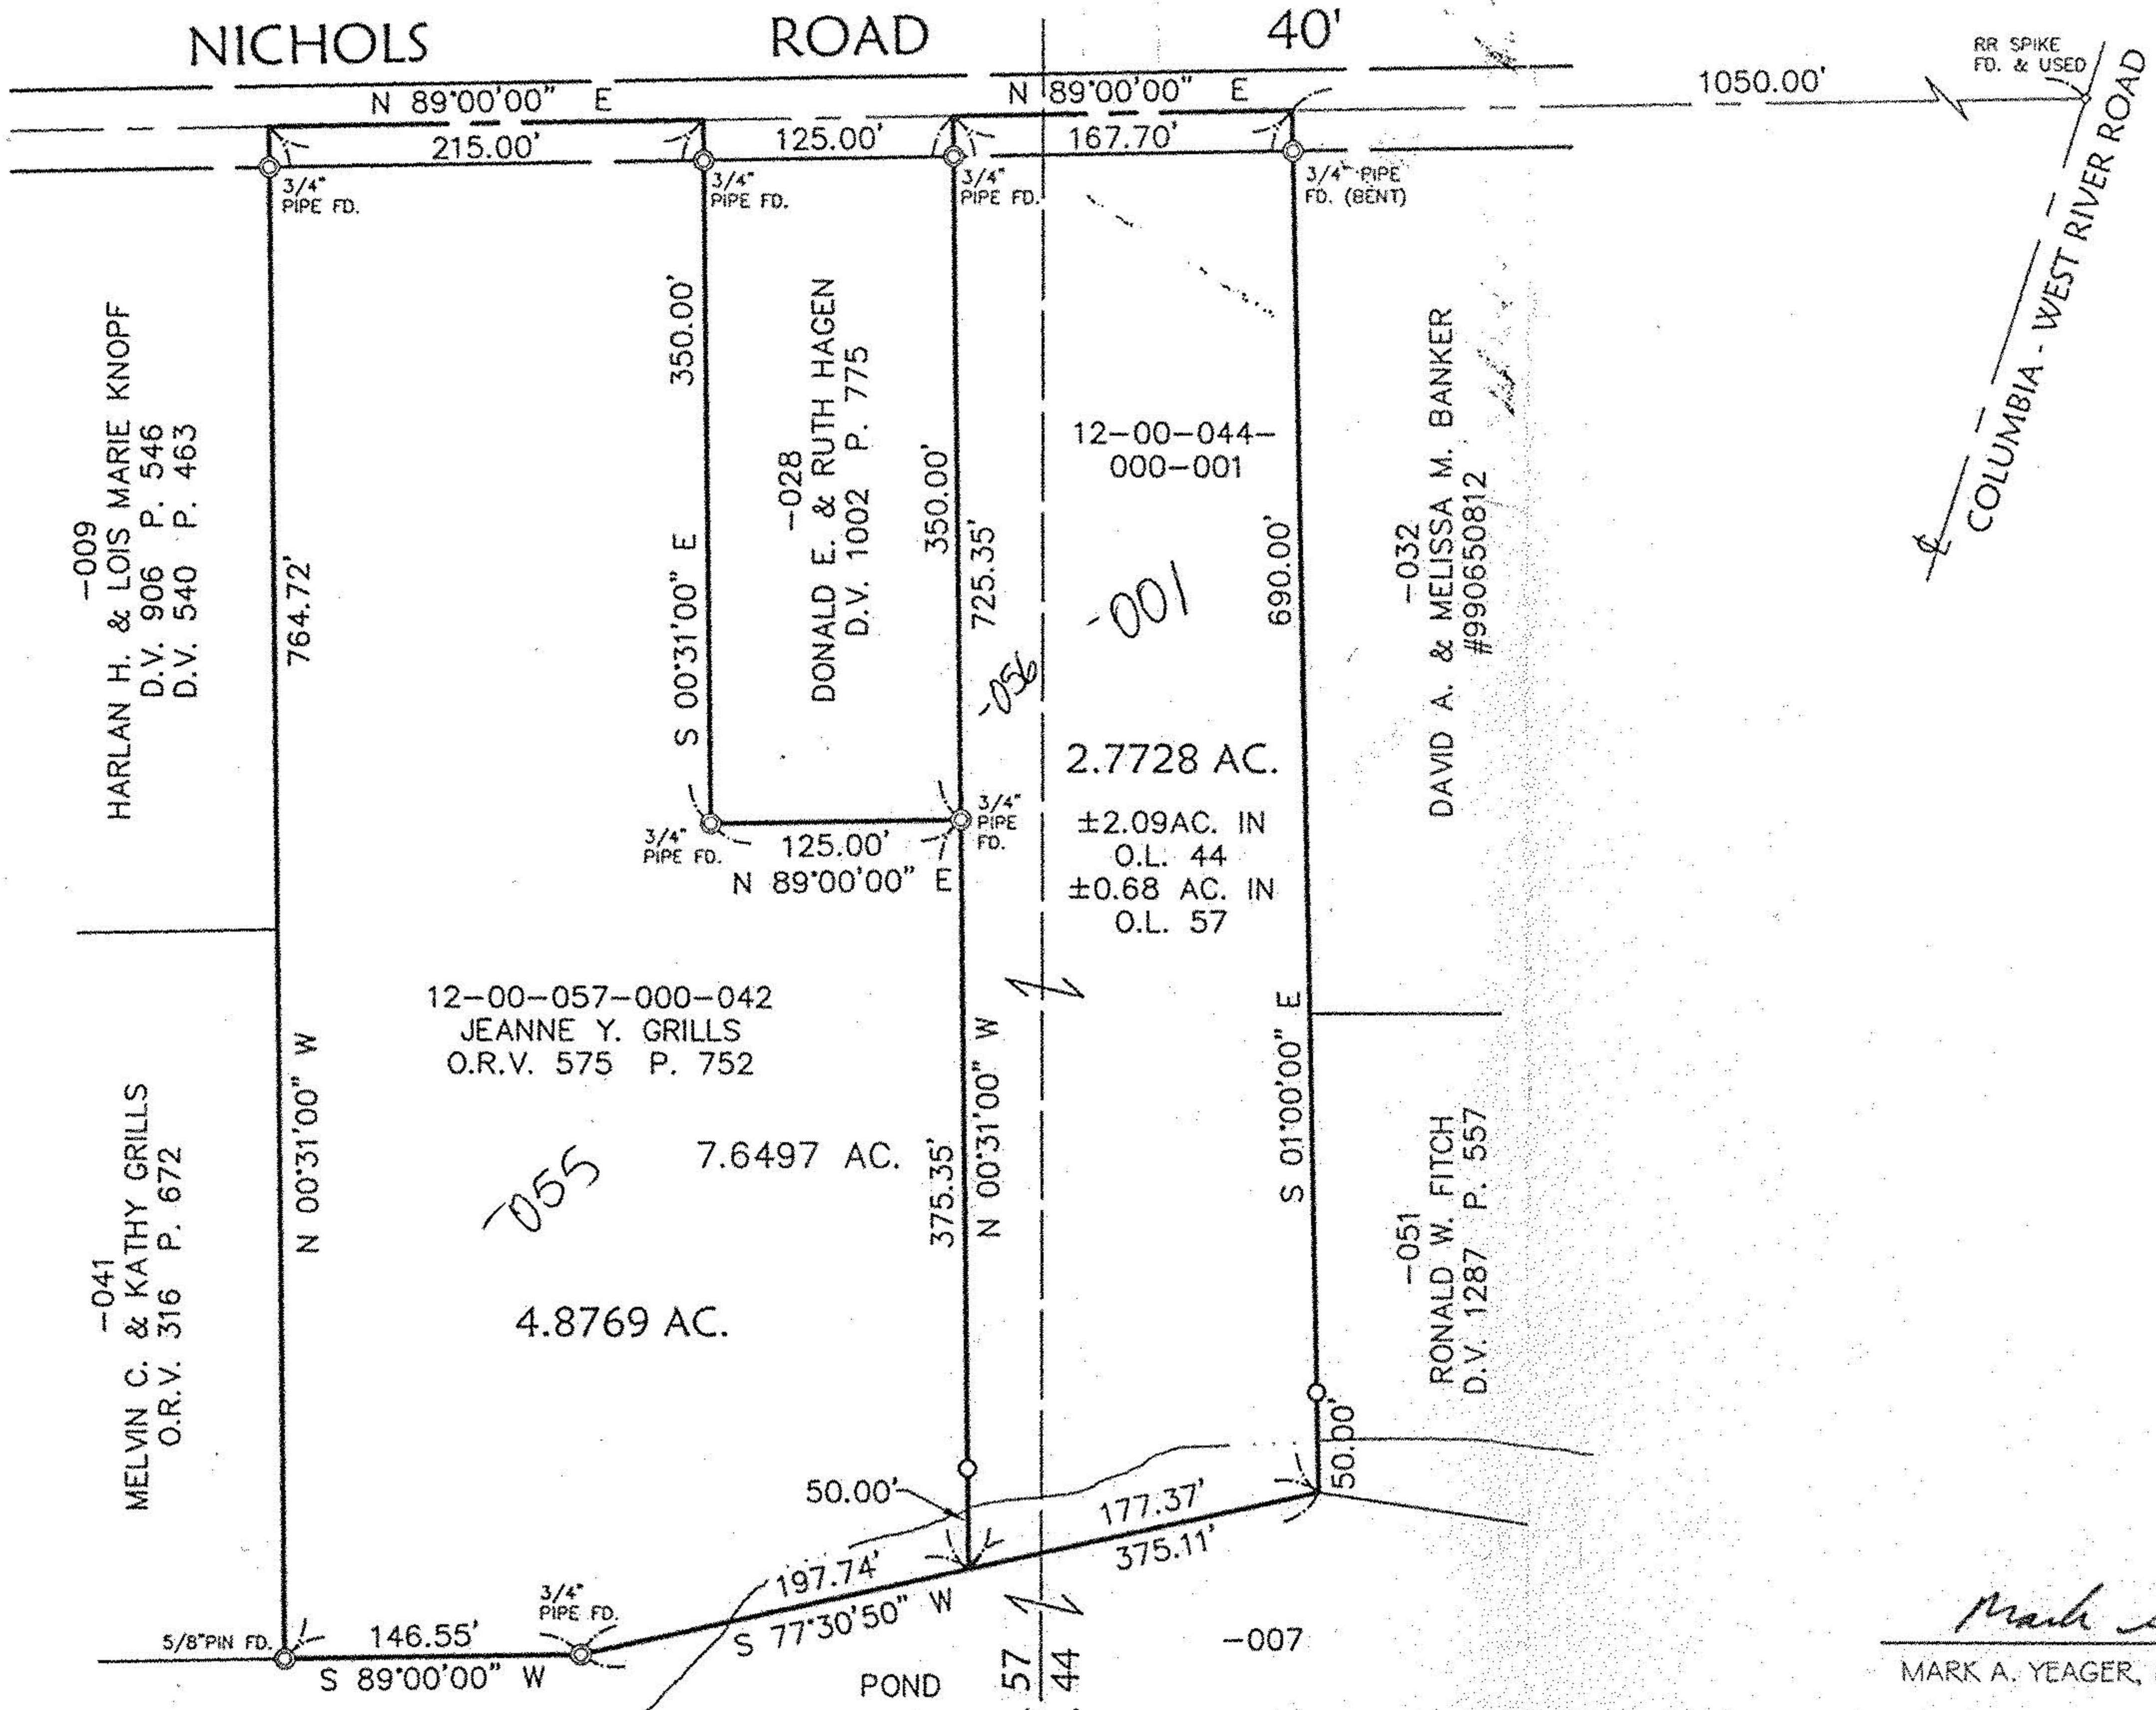 NICHOLS ROAD 40'
RR SPIKE
FD. & USED
N 89°00'00" E
N 89°00'00" E
1050.00'
215.00'
125.00'
167.70'
3/4"
PIPE FD.
3/4"
PIPE FD.
3/4"
PIPE FD.
3/4" PIPE
FD. (BENT)
COLUMBIA - WEST RIVER ROAD
-009
HARLAN H. & LOIS MARIE KNOPF
D.V. 906 P. 546
D.V. 540 P. 463
764.72'
350.00'
S 00°31'00" E
-028
DONALD E. & RUTH HAGEN
D.V. 1002 P. 775
350.00'
725.35'
12-00-044-
000-001
-001
-056
690.00'
-032
DAVID A. & MELISSA M. BANKER
#990650812
2.7728 AC.
±2.09AC. IN
O.L. 44
±0.68 AC. IN
O.L. 57
3/4"
PIPE FD.
125.00'
N 89°00'00" E
3/4"
PIPE
FD.
12-00-057-000-042
JEANNE Y. GRILLS
O.R.V. 575 P. 752
N 00°31'00" W
7.6497 AC.
-055
4.8769 AC.
375.35'
N 00°31'00" W
S 01°00'00" E
-041
MELVIN C. & KATHY GRILLS
O.R.V. 316 P. 672
-051
RONALD W. FITCH
D.V. 1287 P. 557
50.00'
50.00'
177.37'
375.11'
197.74'
S 77°30'50" W
3/4"
PIPE FD.
5/8"PIN FD.
146.55'
S 89°00'00" W
POND
57
44
-007
Mark
MARK A. YEAGER,